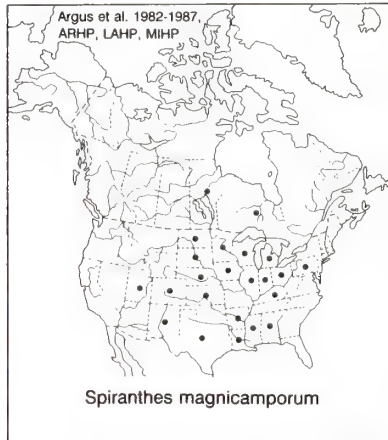 Argus et al. 1982-1987,
ARHP, LAHP, MIHP
Spiranthes magnicamporum